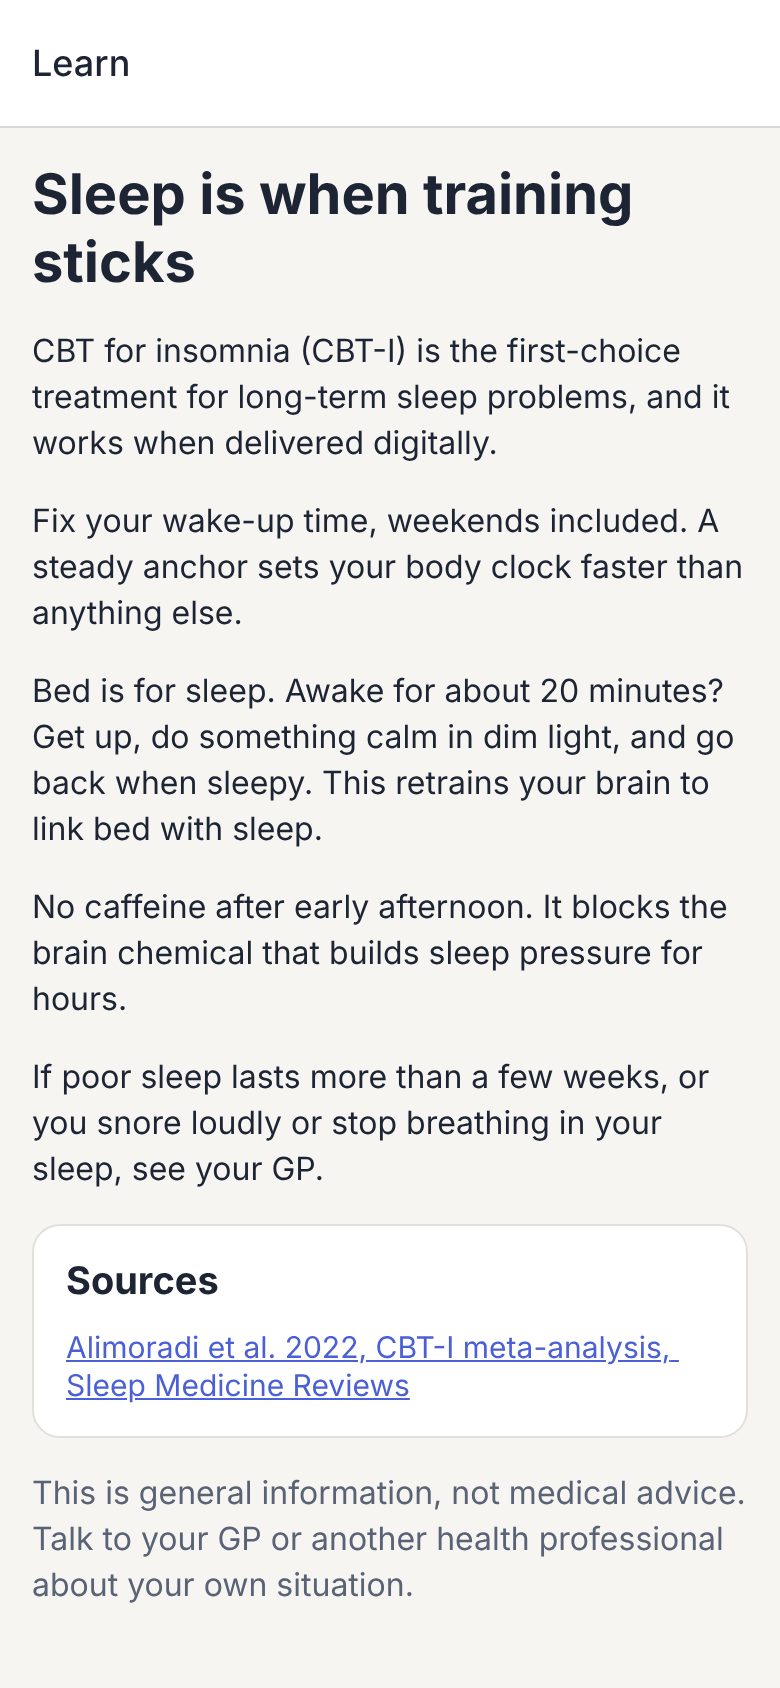 Learn
Sleep is when training
sticks
CBT for insomnia (CBT-I) is the first-choice
treatment for long-term sleep problems, and it
works when delivered digitally.
Fix your wake-up time, weekends included. A
steady anchor sets your body clock faster than
anything else.
Bed is for sleep. Awake for about 20 minutes?
Get up, do something calm in dim light, and go
back when sleepy. This retrains your brain to
link bed with sleep.
No caffeine after early afternoon. It blocks the
brain chemical that builds sleep pressure for
hours.
If poor sleep lasts more than a few weeks, or
you snore loudly or stop breathing in your
sleep, see your GP.
Sources
Alimoradi et al. 2022, CBT-I meta-analysis,
Sleep Medicine Reviews
This is general information, not medical advice.
Talk to your GP or another health professional
about your own situation.